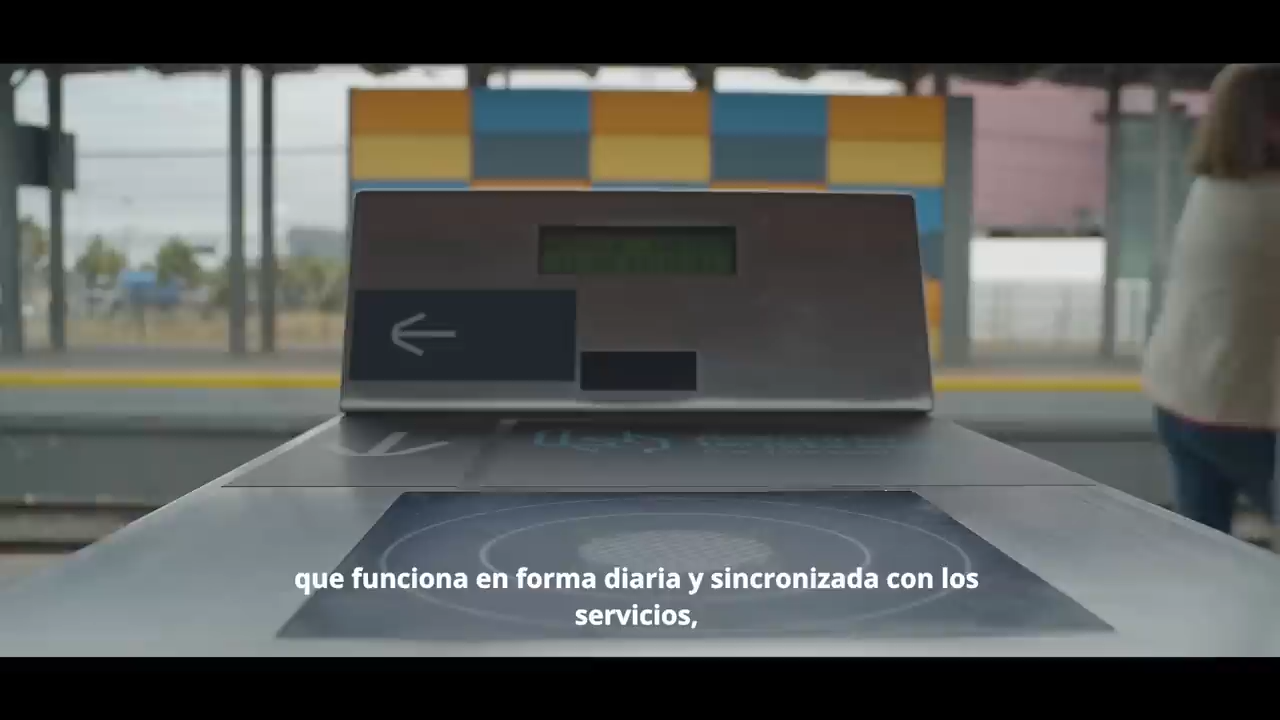 que funciona en forma diaria y sincronizada con los
servicios,